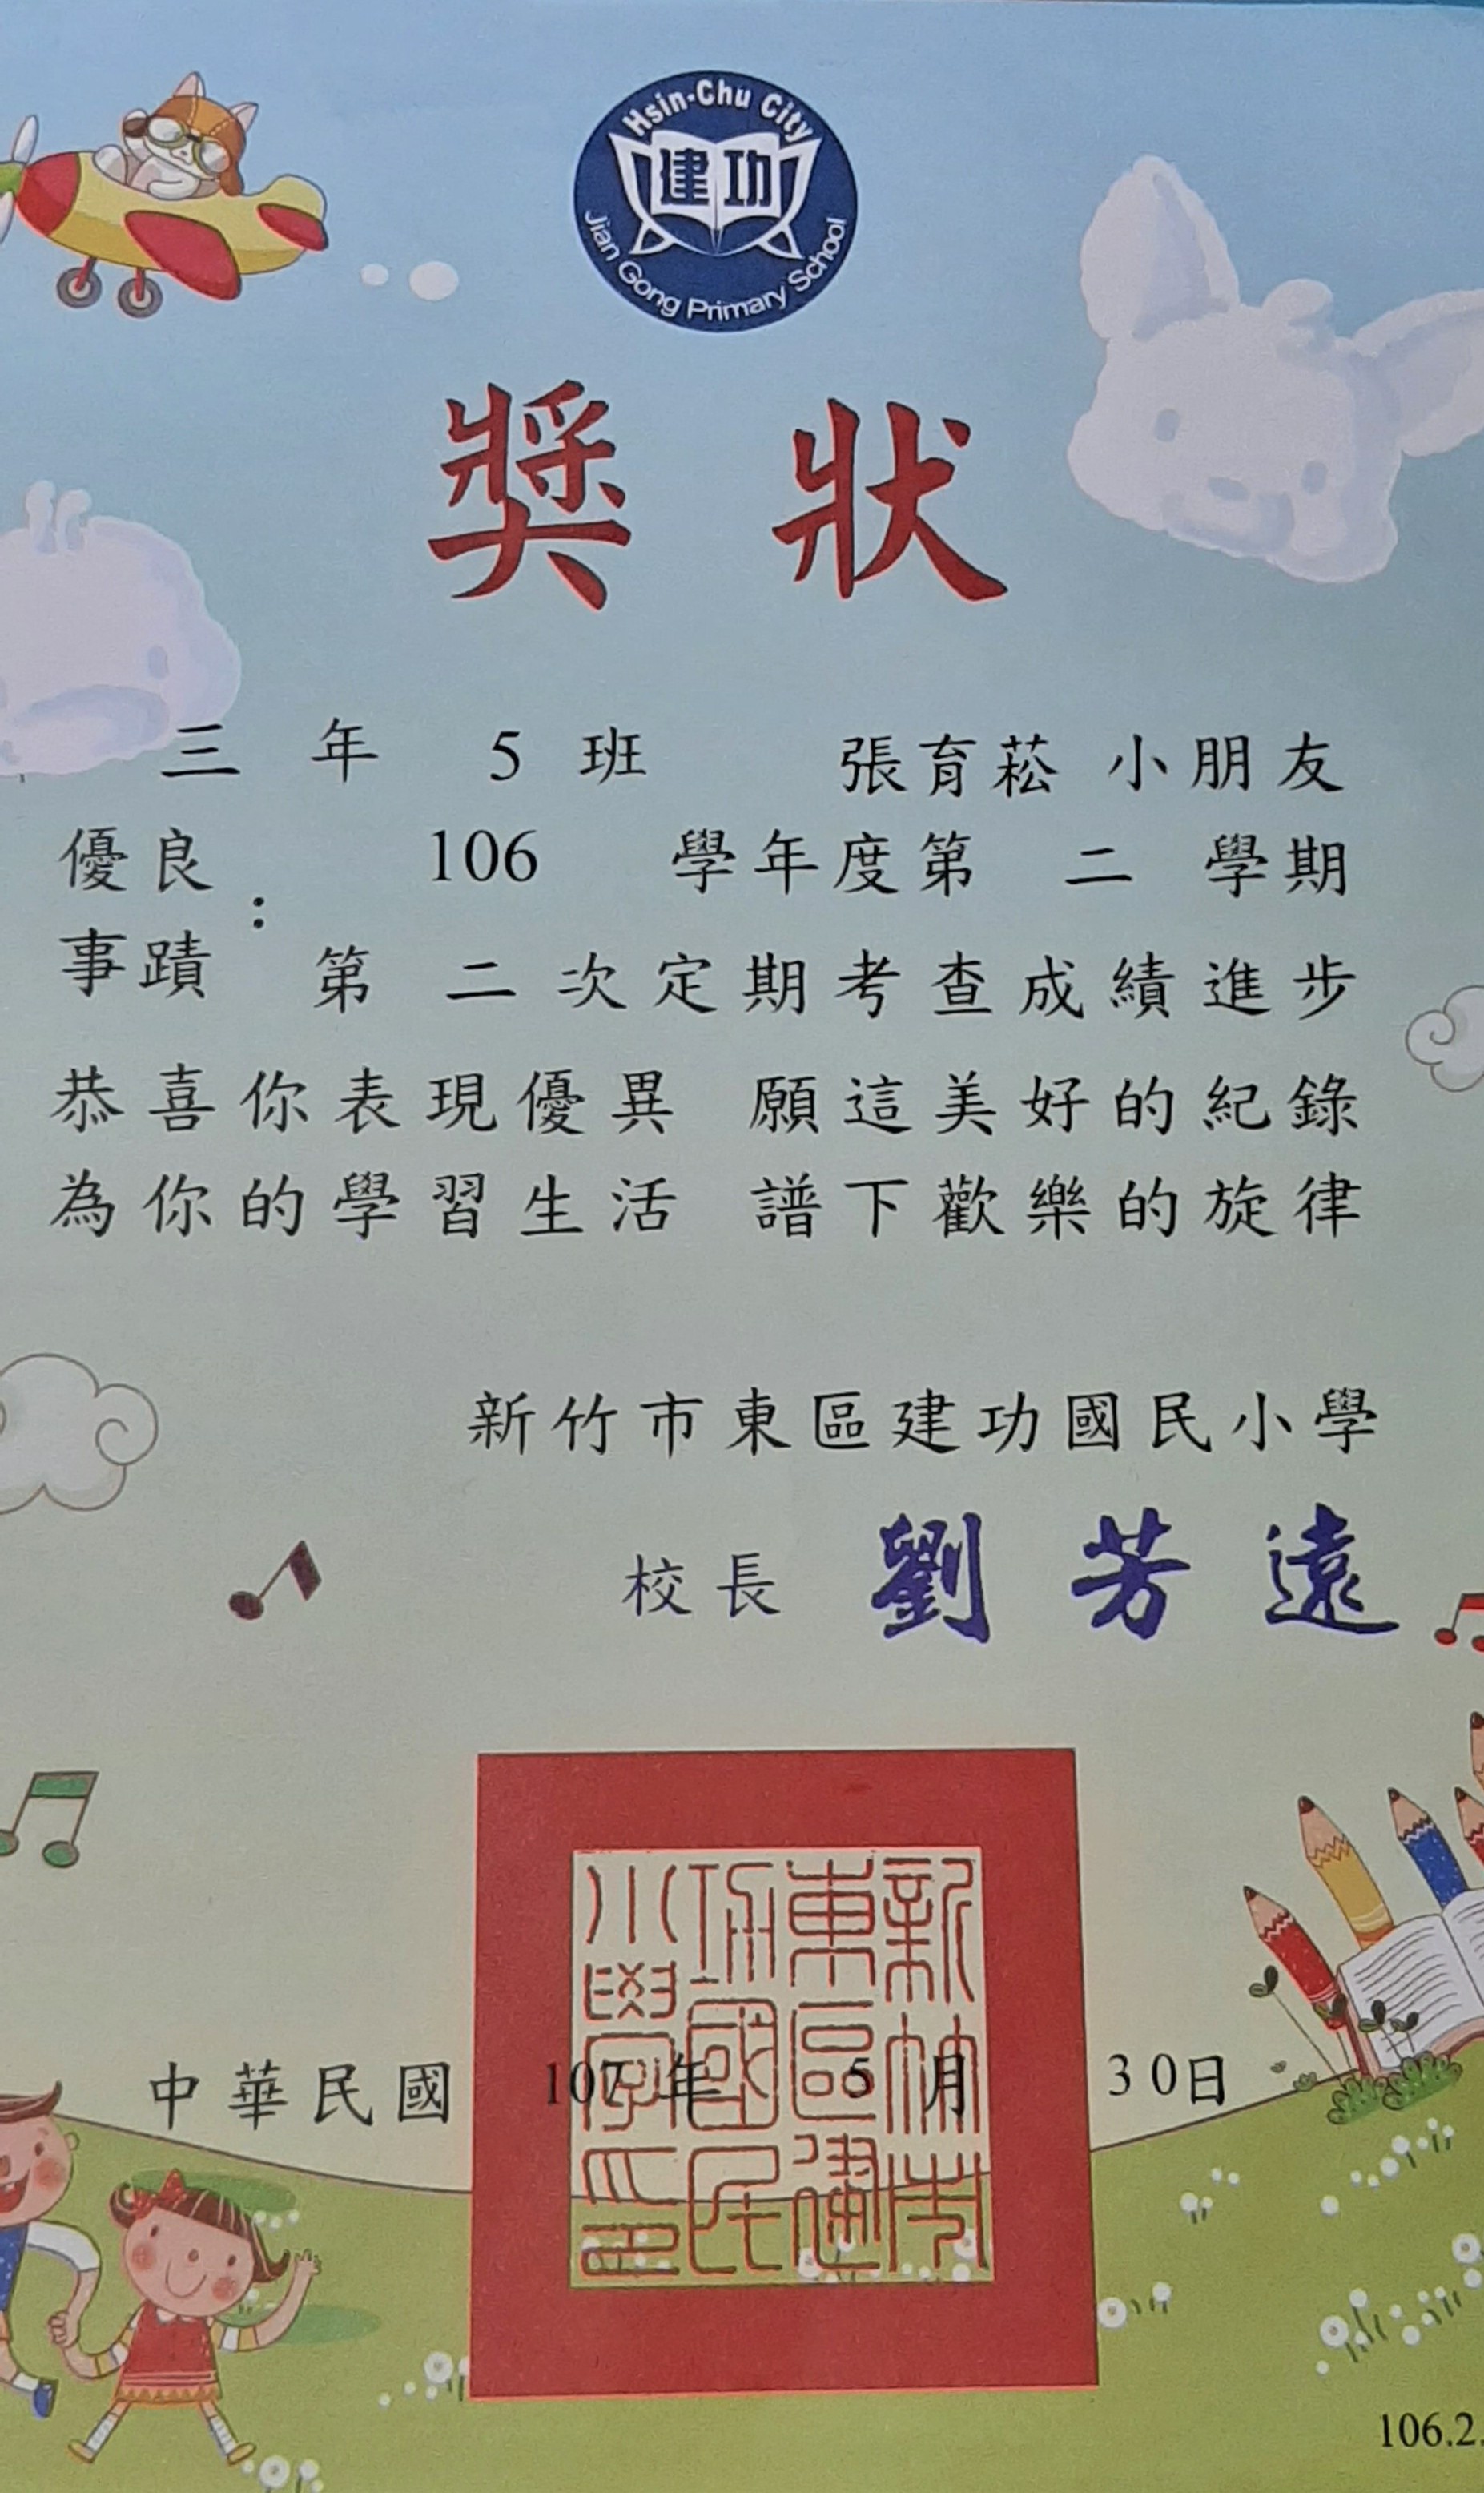 Hsin-Chu City
建功
Jian Gong Primary School
獎狀
三年 5 班 張育菘 小朋友
優良事蹟： 106 學年度第 二 學期
第 二 次定期考查成績進步
恭喜你表現優異 願這美好的紀錄
為你的學習生活 譜下歡樂的旋律
新竹市東區建功國民小學
校長 劉芳遠
新竹市東區建功國民小學印
中華民國 107 年 5 月 30日
106.2.